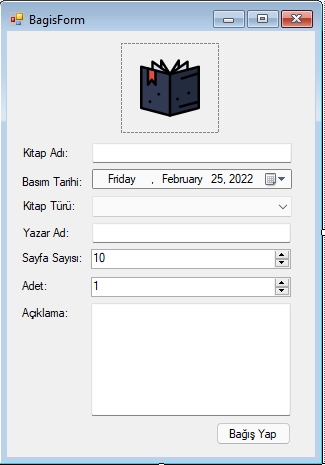 BagisForm
Kitap Adı:
Basım Tarihi: Friday , February 25, 2022
Kitap Türü:
Yazar Ad:
Sayfa Sayısı: 10
Adet: 1
Açıklama:
Bağış Yap